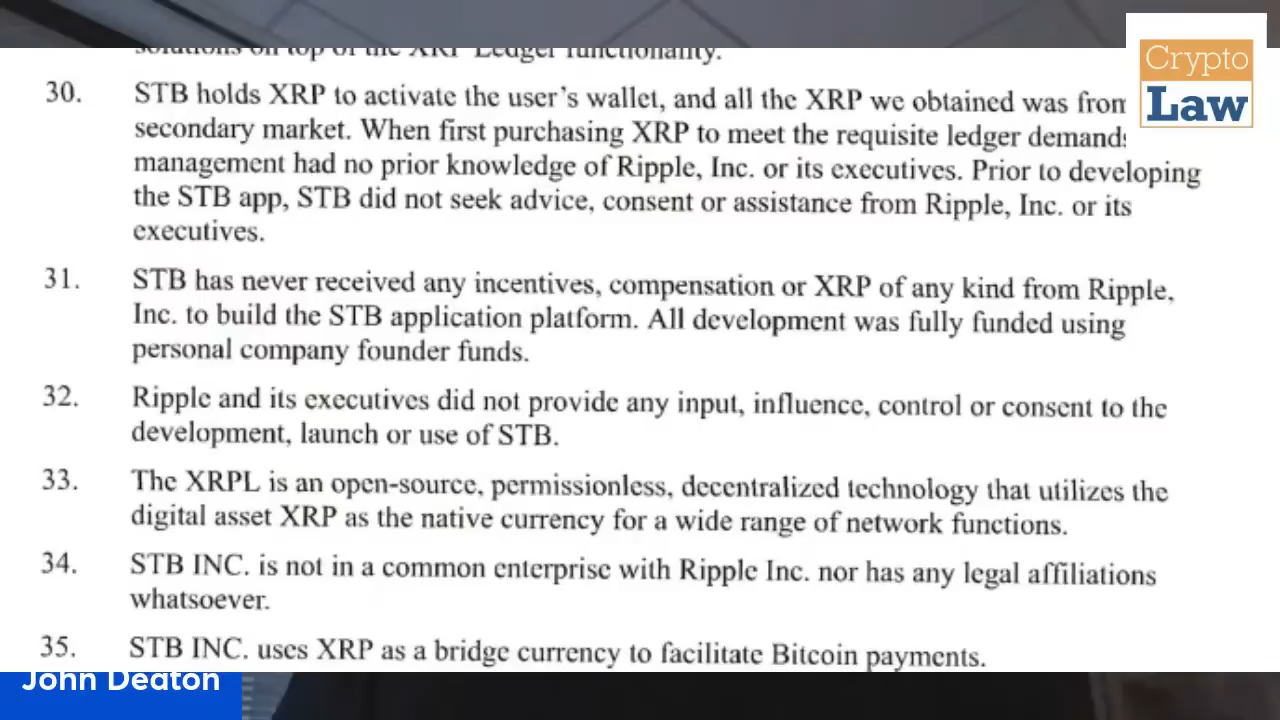 solutions on top of the XRP Ledger functionality.
Crypto
Law
30. STB holds XRP to activate the user's wallet, and all the XRP we obtained was from
secondary market. When first purchasing XRP to meet the requisite ledger demands
management had no prior knowledge of Ripple, Inc. or its executives. Prior to developing
the STB app, STB did not seek advice, consent or assistance from Ripple, Inc. or its
executives.
31. STB has never received any incentives, compensation or XRP of any kind from Ripple,
Inc. to build the STB application platform. All development was fully funded using
personal company founder funds.
32. Ripple and its executives did not provide any input, influence, control or consent to the
development, launch or use of STB.
33. The XRPL is an open-source, permissionless, decentralized technology that utilizes the
digital asset XRP as the native currency for a wide range of network functions.
34. STB INC. is not in a common enterprise with Ripple Inc. nor has any legal affiliations
whatsoever.
35. STB INC. uses XRP as a bridge currency to facilitate Bitcoin payments.
John Deaton